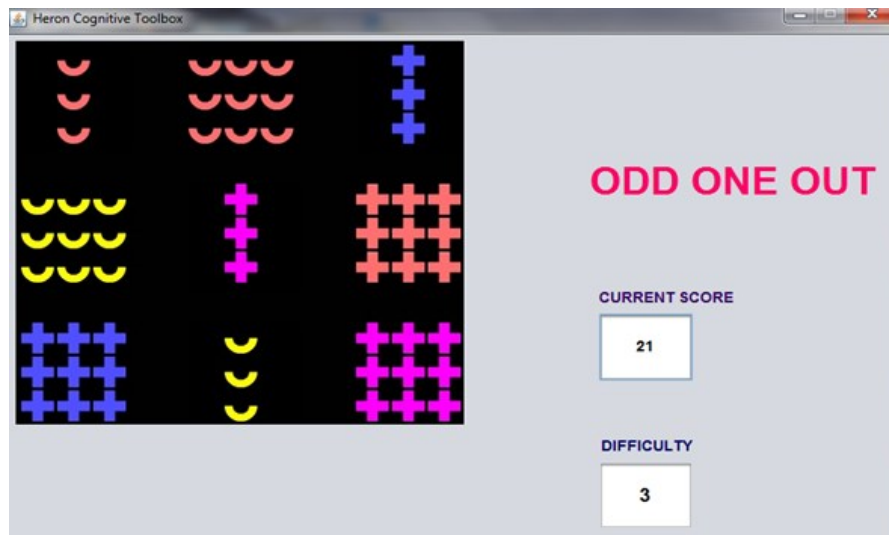 Heron Cognitive Toolbox
ODD ONE OUT
CURRENT SCORE
21
DIFFICULTY
3